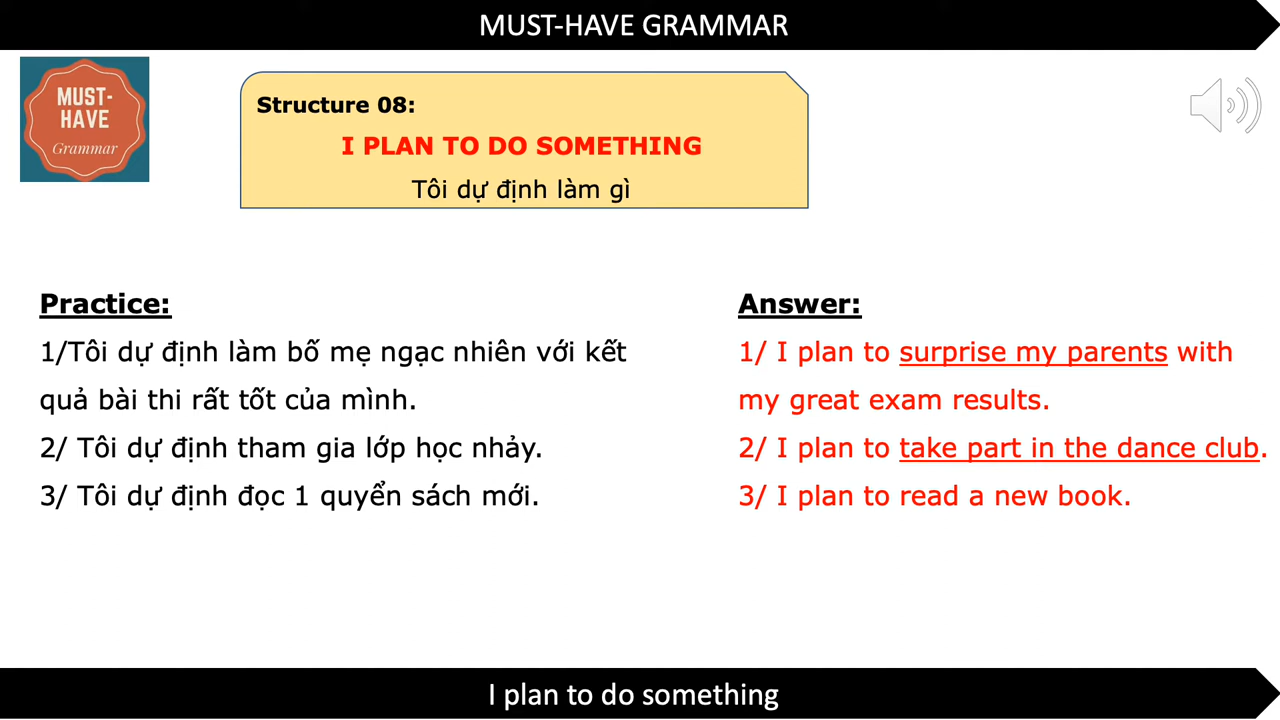 MUST-HAVE GRAMMAR
MUST-
HAVE
Grammar
Structure 08:
I PLAN TO DO SOMETHING
Tôi dự định làm gì
Practice:
1/Tôi dự định làm bố mẹ ngạc nhiên với kết
quả bài thi rất tốt của mình.
2/ Tôi dự định tham gia lớp học nhảy.
3/ Tôi dự định đọc 1 quyển sách mới.
Answer:
1/ I plan to surprise my parents with
my great exam results.
2/ I plan to take part in the dance club.
3/ I plan to read a new book.
I plan to do something